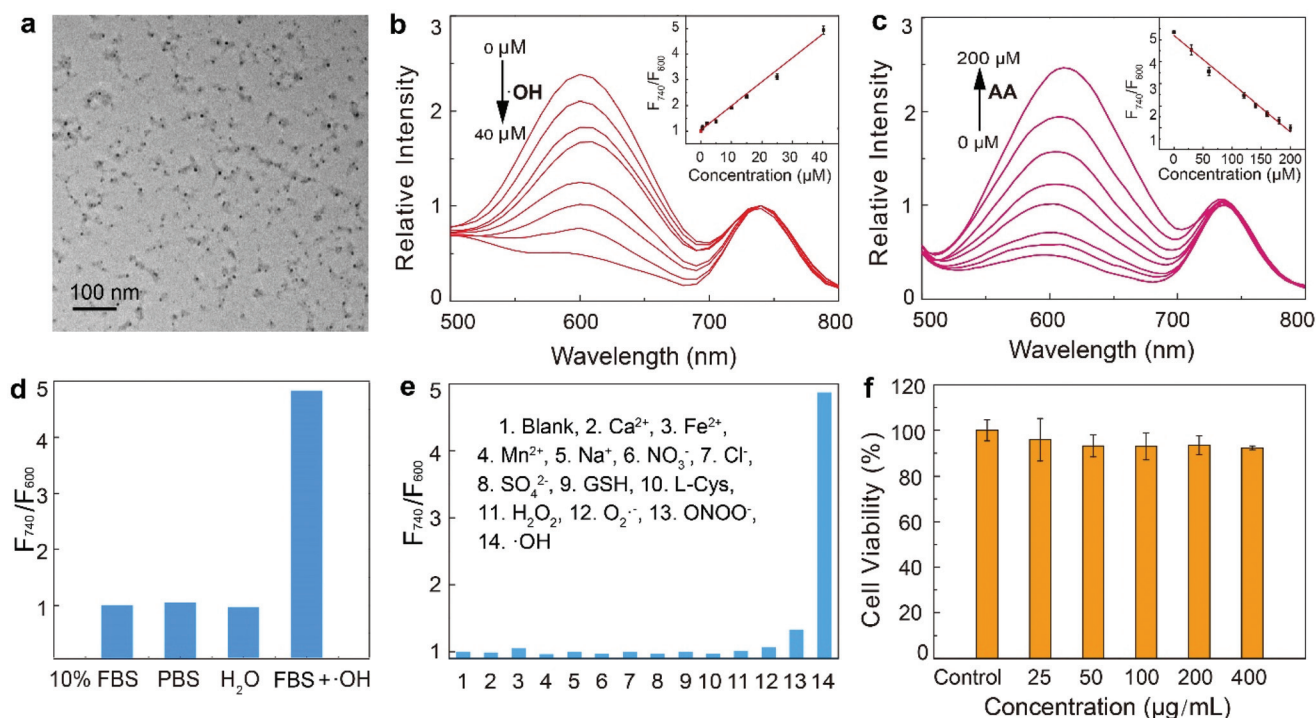 a
100 nm
b
Relative Intensity
3
2
1
0
0 μM
·OH
40 μM
F₇₄₀/F₆₀₀
5
4
3
2
1
0 10 20 30 40
Concentration (μM)
500 600 700 800
Wavelength (nm)
c
Relative Intensity
3
2
1
0
200 μM
AA
0 μM
F₇₄₀/F₆₀₀
5
4
3
2
1
0 50 100 150 200
Concentration (μM)
500 600 700 800
Wavelength (nm)
d
F₇₄₀/F₆₀₀
5
4
3
2
1
10% FBS PBS H₂O FBS + ·OH
e
F₇₄₀/F₆₀₀
5
4
3
2
1
1. Blank, 2. Ca²⁺, 3. Fe²⁺,
4. Mn²⁺, 5. Na⁺, 6. NO₃⁻, 7. Cl⁻,
8. SO₄²⁻, 9. GSH, 10. L-Cys,
11. H₂O₂, 12. O₂·⁻, 13. ONOO⁻,
14. ·OH
1 2 3 4 5 6 7 8 9 10 11 12 13 14
f
Cell Viability (%)
120
100
80
60
40
20
0
Control 25 50 100 200 400
Concentration (μg/mL)